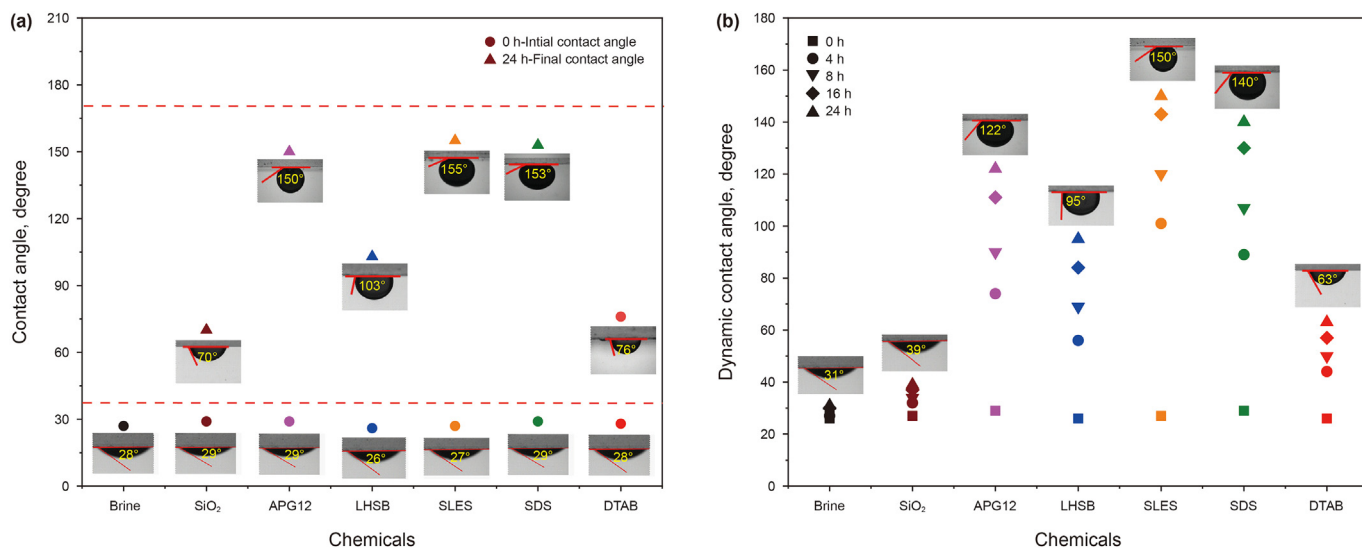 (a)
210
180
150
120
90
60
30
0
Contact angle, degree
0 h-Intial contact angle
24 h-Final contact angle
150°
155°
153°
103°
70°
76°
28°
29°
29°
26°
27°
29°
28°
Brine
SiO₂
APG12
LHSB
SLES
SDS
DTAB
Chemicals
(b)
180
160
140
120
100
80
60
40
20
0
Dynamic contact angle, degree
0 h
4 h
8 h
16 h
24 h
150°
140°
122°
95°
63°
39°
31°
Brine
SiO₂
APG12
LHSB
SLES
SDS
DTAB
Chemicals